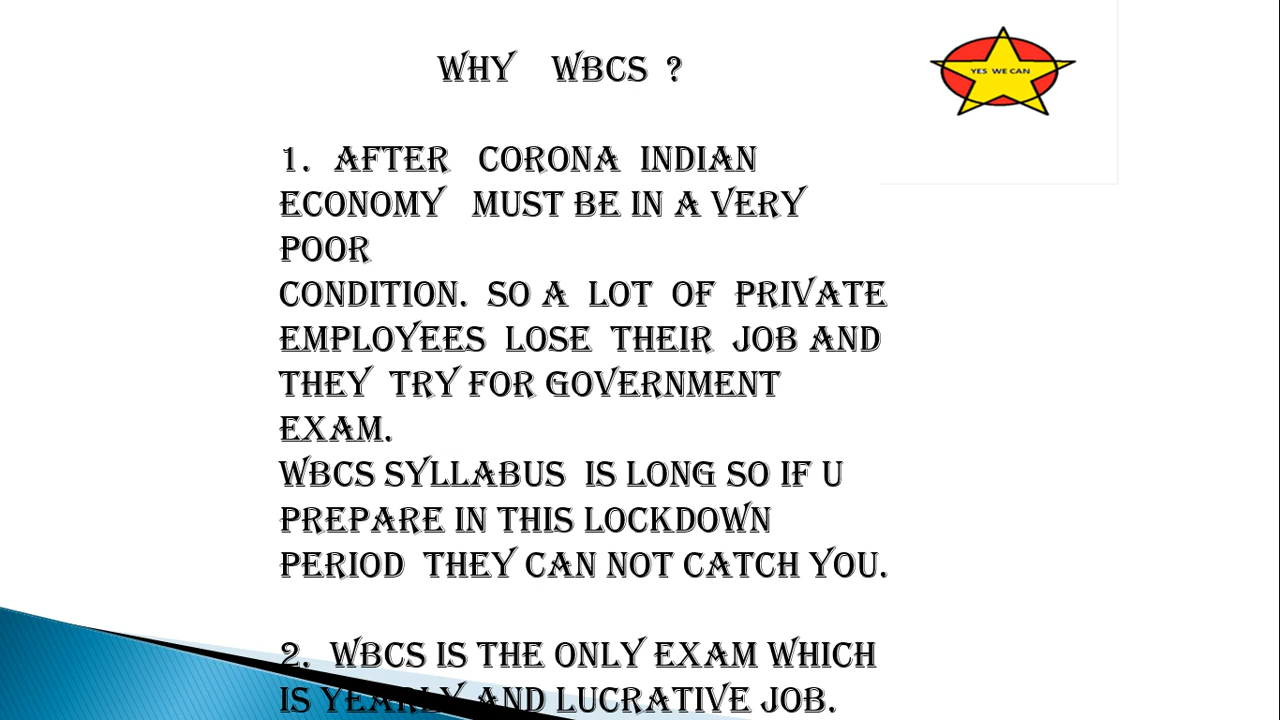 WHY WBCS ?
YES WE CAN
1. AFTER CORONA INDIAN
ECONOMY MUST BE IN A VERY
POOR
CONDITION. SO A LOT OF PRIVATE
EMPLOYEES LOSE THEIR JOB AND
THEY TRY FOR GOVERNMENT
EXAM.
WBCS SYLLABUS IS LONG SO IF U
PREPARE IN THIS LOCKDOWN
PERIOD THEY CAN NOT CATCH YOU.
2. WBCS IS THE ONLY EXAM WHICH
IS YEARLY AND LUCRATIVE JOB.